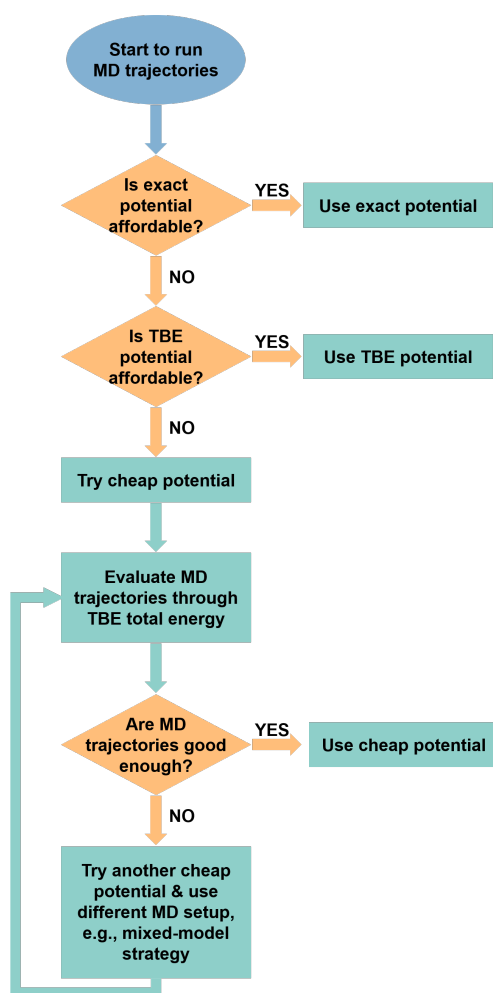 Start to run
MD trajectories
Is exact
potential
affordable?
YES
Use exact potential
NO
Is TBE
potential
affordable?
YES
Use TBE potential
NO
Try cheap potential
Evaluate MD
trajectories through
TBE total energy
Are MD
trajectories good
enough?
YES
Use cheap potential
NO
Try another cheap
potential & use
different MD setup,
e.g., mixed-model
strategy